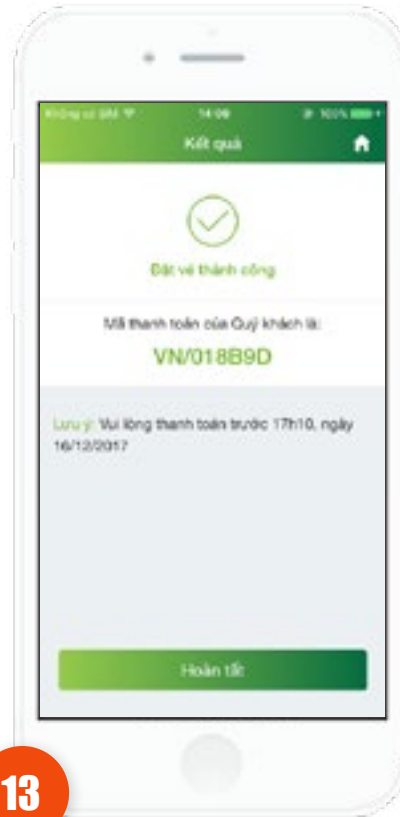 Không có SIM 14:09 100%
Kết quả
Đặt vé thành công
Mã thanh toán của Quý khách là:
VN/018B9D
Lưu ý: Vui lòng thanh toán trước 17h10, ngày
16/12/2017
Hoàn tất
13